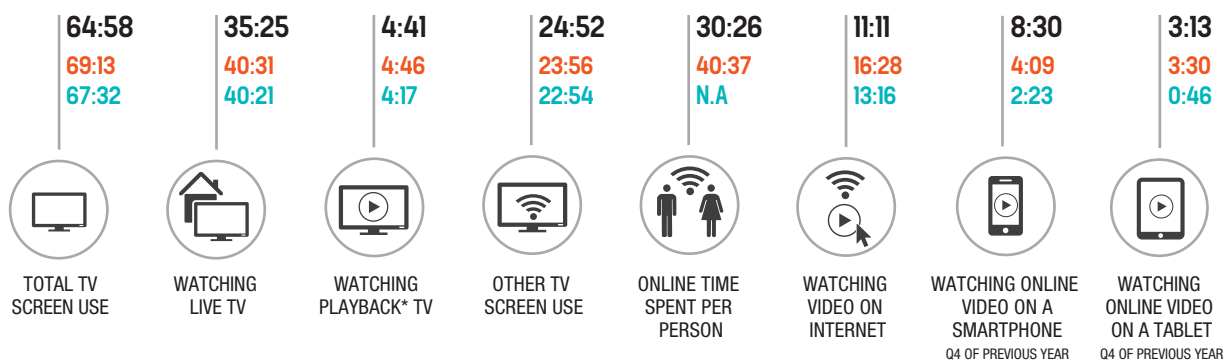 64:58 35:25 4:41 24:52 30:26 11:11 8:30 3:13
69:13 40:31 4:46 23:56 40:37 16:28 4:09 3:30
67:32 40:21 4:17 22:54 N.A 13:16 2:23 0:46
TOTAL TV
SCREEN USE
WATCHING
LIVE TV
WATCHING
PLAYBACK* TV
OTHER TV
SCREEN USE
ONLINE TIME
SPENT PER
PERSON
WATCHING
VIDEO ON
INTERNET
WATCHING ONLINE
VIDEO ON A
SMARTPHONE
Q4 OF PREVIOUS YEAR
WATCHING
ONLINE VIDEO
ON A TABLET
Q4 OF PREVIOUS YEAR